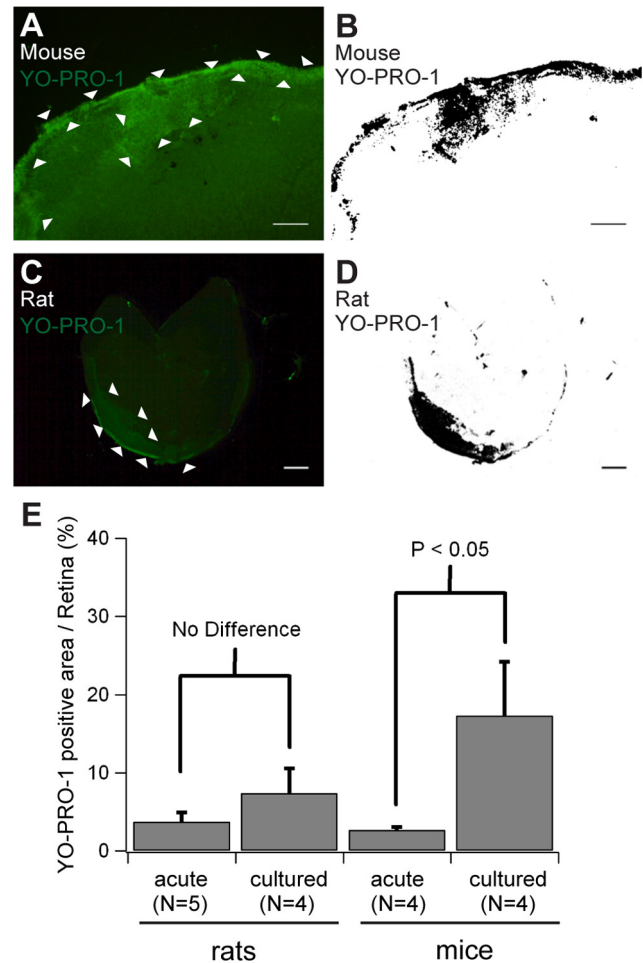 A
Mouse
YO-PRO-1
B
Mouse
YO-PRO-1
C
Rat
YO-PRO-1
D
Rat
YO-PRO-1
E
YO-PRO-1 positive area / Retina (%)
40
30
20
10
0
No Difference
P < 0.05
acute cultured acute cultured
(N=5) (N=4) (N=4) (N=4)
rats mice